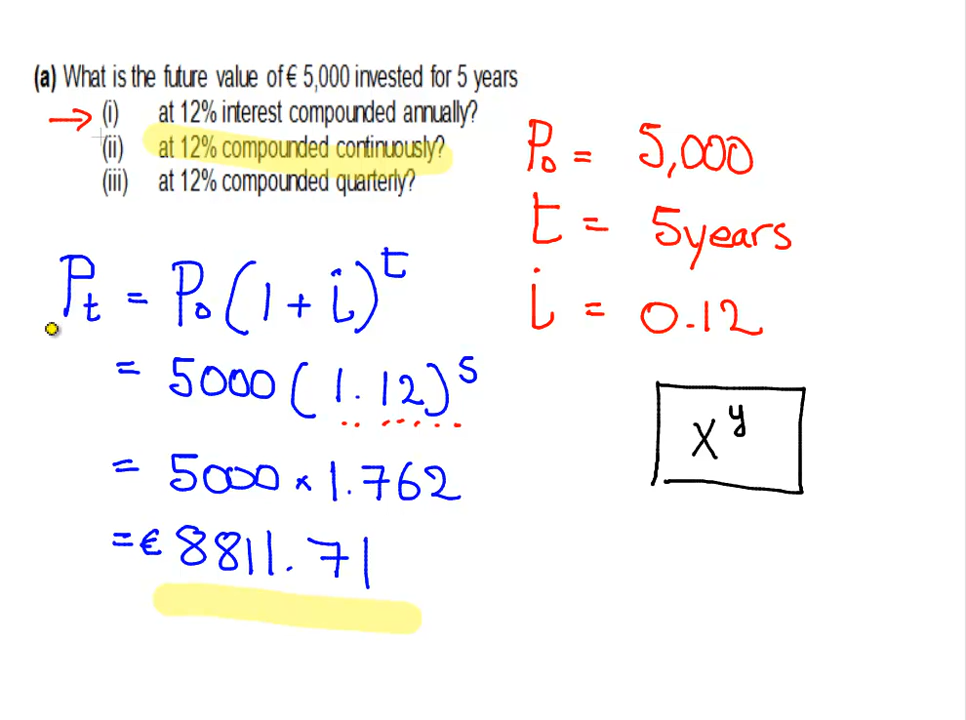 (a) What is the future value of € 5,000 invested for 5 years
(i) at 12% interest compounded annually?
(ii) at 12% compounded continuously?
(iii) at 12% compounded quarterly?
P₀ = 5,000
t = 5years
i = 0.12
Pₜ = P₀(1+i)ᵗ
= 5000(1.12)⁵
= 5000 × 1.762
= € 8811.71
xʸ